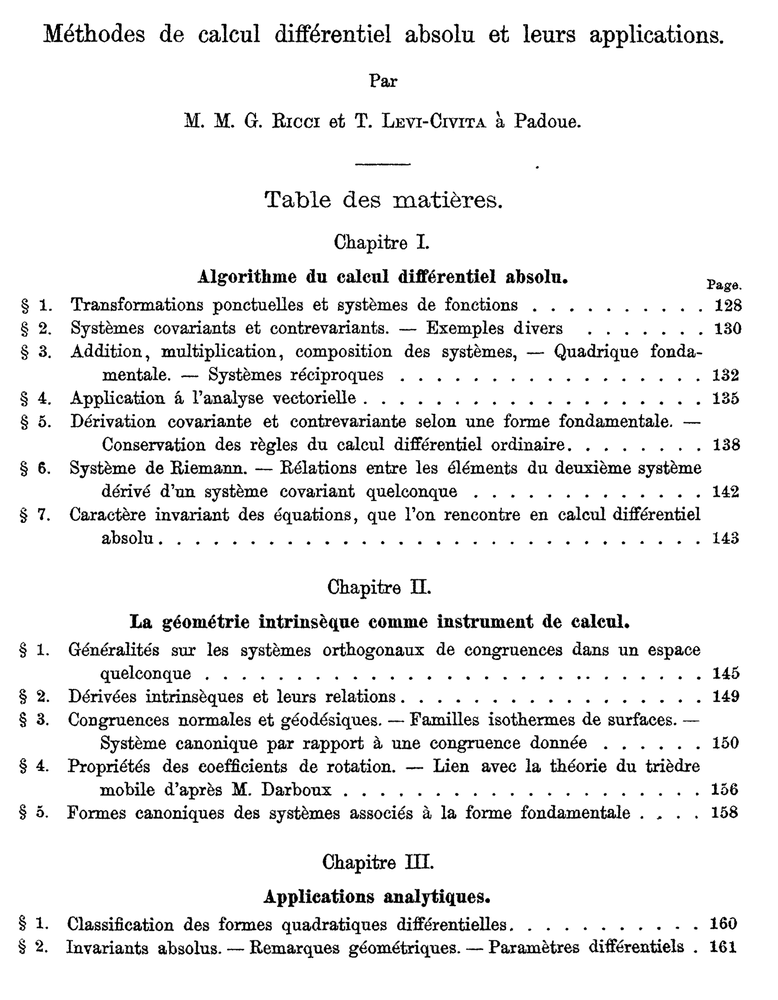 Méthodes de calcul différentiel absolu et leurs applications.
Par
M. M. G. Ricci et T. Levi-Civita à Padoue.
Table des matières.
Chapitre I.
Algorithme du calcul différentiel absolu.
Page.
§ 1. Transformations ponctuelles et systèmes de fonctions . . . . . . . . . . 128
§ 2. Systèmes covariants et contrevariants. — Exemples divers . . . . . . . 130
§ 3. Addition, multiplication, composition des systèmes, — Quadrique fonda-
mentale. — Systèmes réciproques . . . . . . . . . . . . . . . . . 132
§ 4. Application á l'analyse vectorielle . . . . . . . . . . . . . . . . . . . 135
§ 5. Dérivation covariante et contrevariante selon une forme fondamentale. —
Conservation des règles du calcul différentiel ordinaire. . . . . . . . 138
§ 6. Système de Riemann. — Rélations entre les éléments du deuxième système
dérivé d'un système covariant quelconque . . . . . . . . . . . . . 142
§ 7. Caractère invariant des équations, que l'on rencontre en calcul différentiel
absolu . . . . . . . . . . . . . . . . . . . . . . . . . . . . . . 143
Chapitre II.
La géométrie intrinsèque comme instrument de calcul.
§ 1. Généralités sur les systèmes orthogonaux de congruences dans un espace
quelconque . . . . . . . . . . . . . . . . . . . . . . . . . . . . 145
§ 2. Dérivées intrinsèques et leurs relations . . . . . . . . . . . . . . . . . 149
§ 3. Congruences normales et géodésiques. — Familles isothermes de surfaces. —
Système canonique par rapport à une congruence donnée . . . . . . 150
§ 4. Propriétés des coefficients de rotation. — Lien avec la théorie du trièdre
mobile d'après M. Darboux . . . . . . . . . . . . . . . . . . . . 156
§ 5. Formes canoniques des systèmes associés à la forme fondamentale . . . . 158
Chapitre III.
Applications analytiques.
§ 1. Classification des formes quadratiques différentielles. . . . . . . . . . . 160
§ 2. Invariants absolus. — Remarques géométriques. — Paramètres différentiels . 161